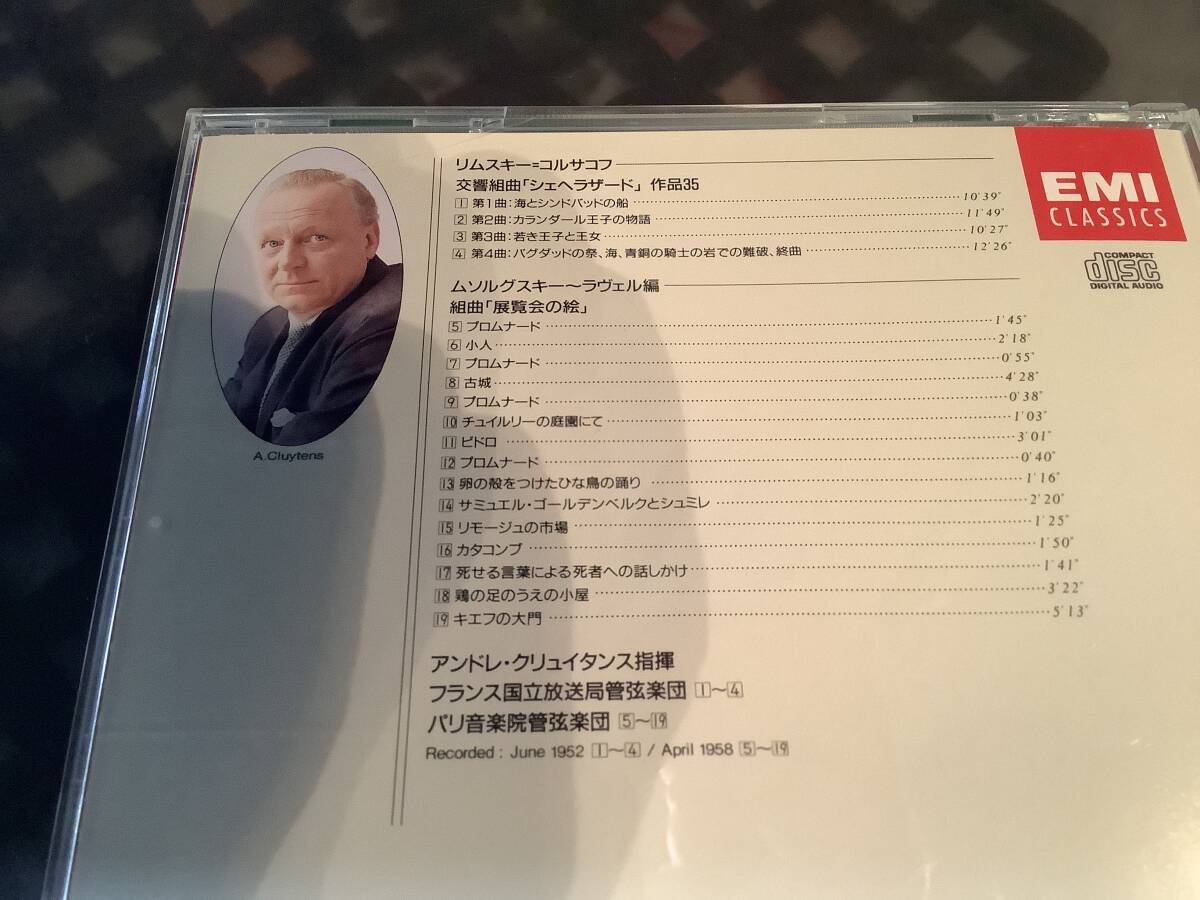 リムスキー=コルサコフ
交響組曲「シェヘラザード」作品35
1 第1曲:海とシンドバッドの船 10'39"
2 第2曲:カランダール王子の物語 11'49"
3 第3曲:若き王子と王女 10'27"
4 第4曲:バグダッドの祭、海、青銅の騎士の岩での難破、終曲 12'26"
ムソルグスキー〜ラヴェル編
組曲「展覧会の絵」
5 プロムナード 1'45"
6 小人 2'18"
7 プロムナード 0'55"
8 古城 4'28"
9 プロムナード 0'38"
10 チュイルリーの庭園にて 1'03"
11 ビドロ 3'01"
12 プロムナード 0'40"
13 卵の殻をつけたひな鳥の踊り 1'16"
14 サミュエル・ゴールデンベルクとシュミレ 2'20"
15 リモージュの市場 1'25"
16 カタコンブ 1'50"
17 死せる言葉による死者への話しかけ 1'41"
18 鶏の足のうえの小屋 3'22"
19 キエフの大門 5'13"
アンドレ・クリュイタンス指揮
フランス国立放送局管弦楽団 1〜4
パリ音楽院管弦楽団 5〜19
Recorded : June 1952 1〜4 / April 1958 5〜19
A.Cluytens
EMI
CLASSICS
COMPACT
disc
DIGITAL AUDIO